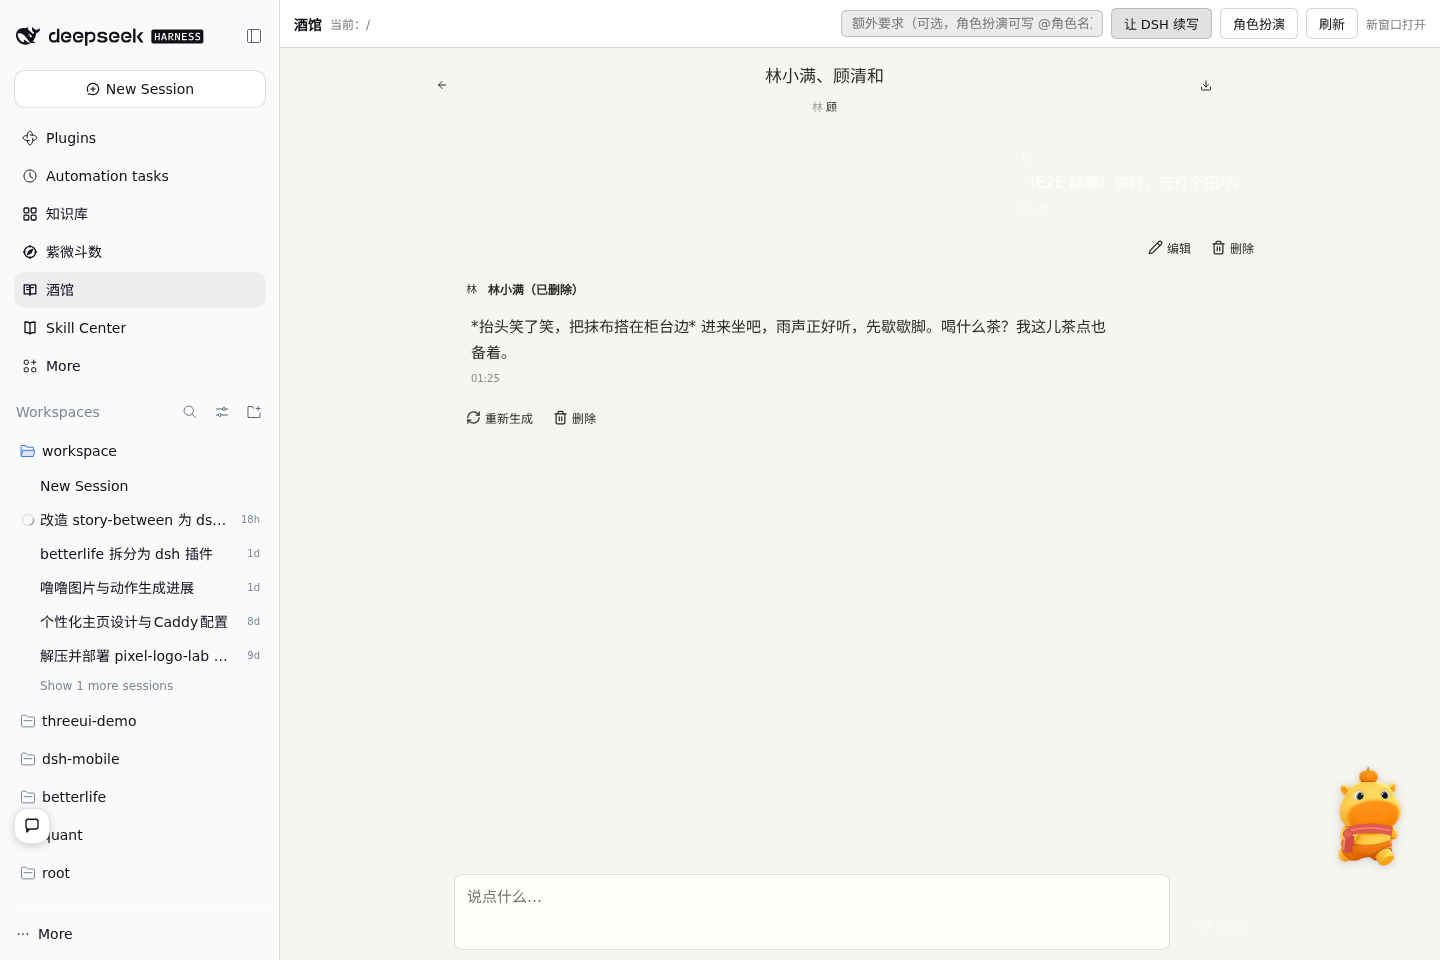 deepseek HARNESS
New Session
Plugins
Automation tasks
知识库
紫微斗数
酒馆
Skill Center
More
Workspaces
workspace
New Session
改造 story-between 为 ds... 18h
betterlife 拆分为 dsh 插件 1d
噜噜图片与动作生成进展 1d
个性化主页设计与Caddy配置 8d
解压并部署 pixel-logo-lab ... 9d
Show 1 more sessions
threeui-demo
dsh-mobile
betterlife
quant
root
More
酒馆 当前：/
额外要求（可选，角色扮演可写 @角色名）
让 DSH 续写
角色扮演
刷新
新窗口打开
林小满、顾清和
林 顾
（E2E 群聊）你好，先打个招呼。
编辑 删除
林 林小满（已删除）
*抬头笑了笑，把抹布搭在柜台边* 进来坐吧，雨声正好听，先歇歇脚。喝什么茶？我这儿茶点也
备着。
01:25
重新生成 删除
说点什么...
发送